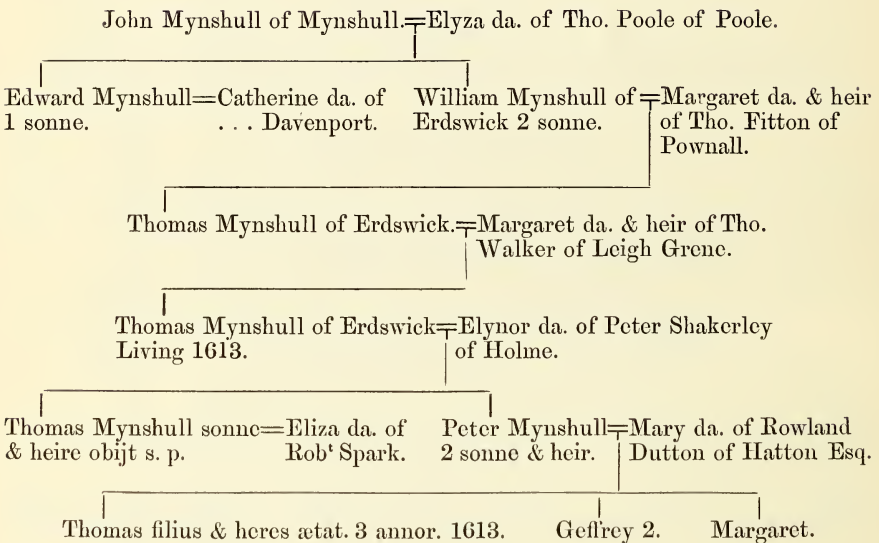 John Mynshull of Mynshull.=Elyza da. of Tho. Poole of Poole.
Edward Mynshull=Catherine da. of
1 sonne. . . . Davenport.
William Mynshull of=Margaret da. & heir
Erdswick 2 sonne. of Tho. Fitton of
Pownall.
Thomas Mynshull of Erdswick.=Margaret da. & heir of Tho.
Walker of Leigh Grene.
Thomas Mynshull of Erdswick=Elynor da. of Peter Shakerley
Living 1613. of Holme.
Thomas Mynshull sonne=Eliza da. of
& heire obijt s. p. Robᵗ Spark.
Peter Mynshull=Mary da. of Rowland
2 sonne & heir. Dutton of Hatton Esq.
Thomas filius & heres ætat. 3 annor. 1613. Geffrey 2. Margaret.